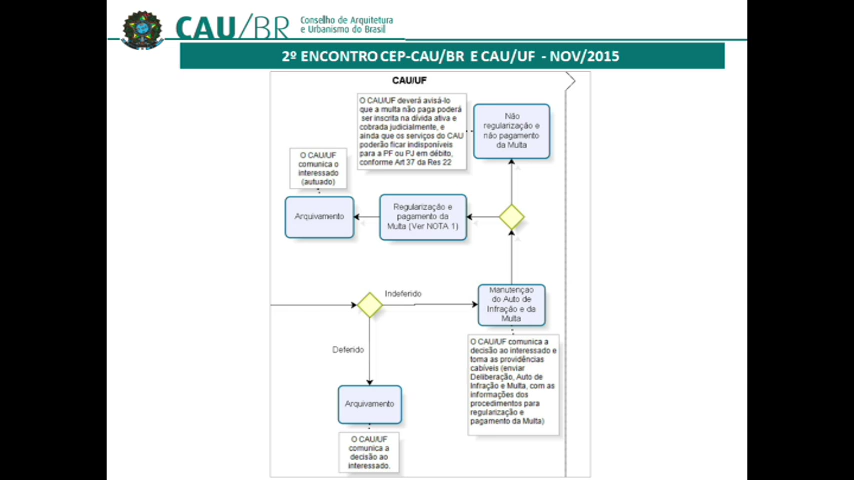 CAU/BR
Conselho de Arquitetura
e Urbanismo do Brasil
2º ENCONTRO CEP-CAU/BR E CAU/UF - NOV/2015
CAU/UF
O CAU/UF deverá avisá-lo
que a multa não paga poderá
ser inscrita na dívida ativa e
cobrada judicialmente, e
ainda que os serviços do CAU
poderão ficar indisponíveis
para a PF ou PJ em débito,
conforme Art 37 da Res 22
Não
regularização e
não pagamento
da Multa
O CAU/UF
comunica o
interessado
(autuado)
Arquivamento
Regularização e
pagamento da
Multa (Ver NOTA 1)
Indeferido
Manutenção
do Auto de
Infração e da
Multa
O CAU/UF comunica a
decisão ao interessado e
toma as providências
cabíveis (enviar
Deliberação, Auto de
Infração e Multa, com as
informações dos
procedimentos para
regularização e
pagamento da Multa)
Deferido
Arquivamento
O CAU/UF
comunica a
decisão ao
interessado.